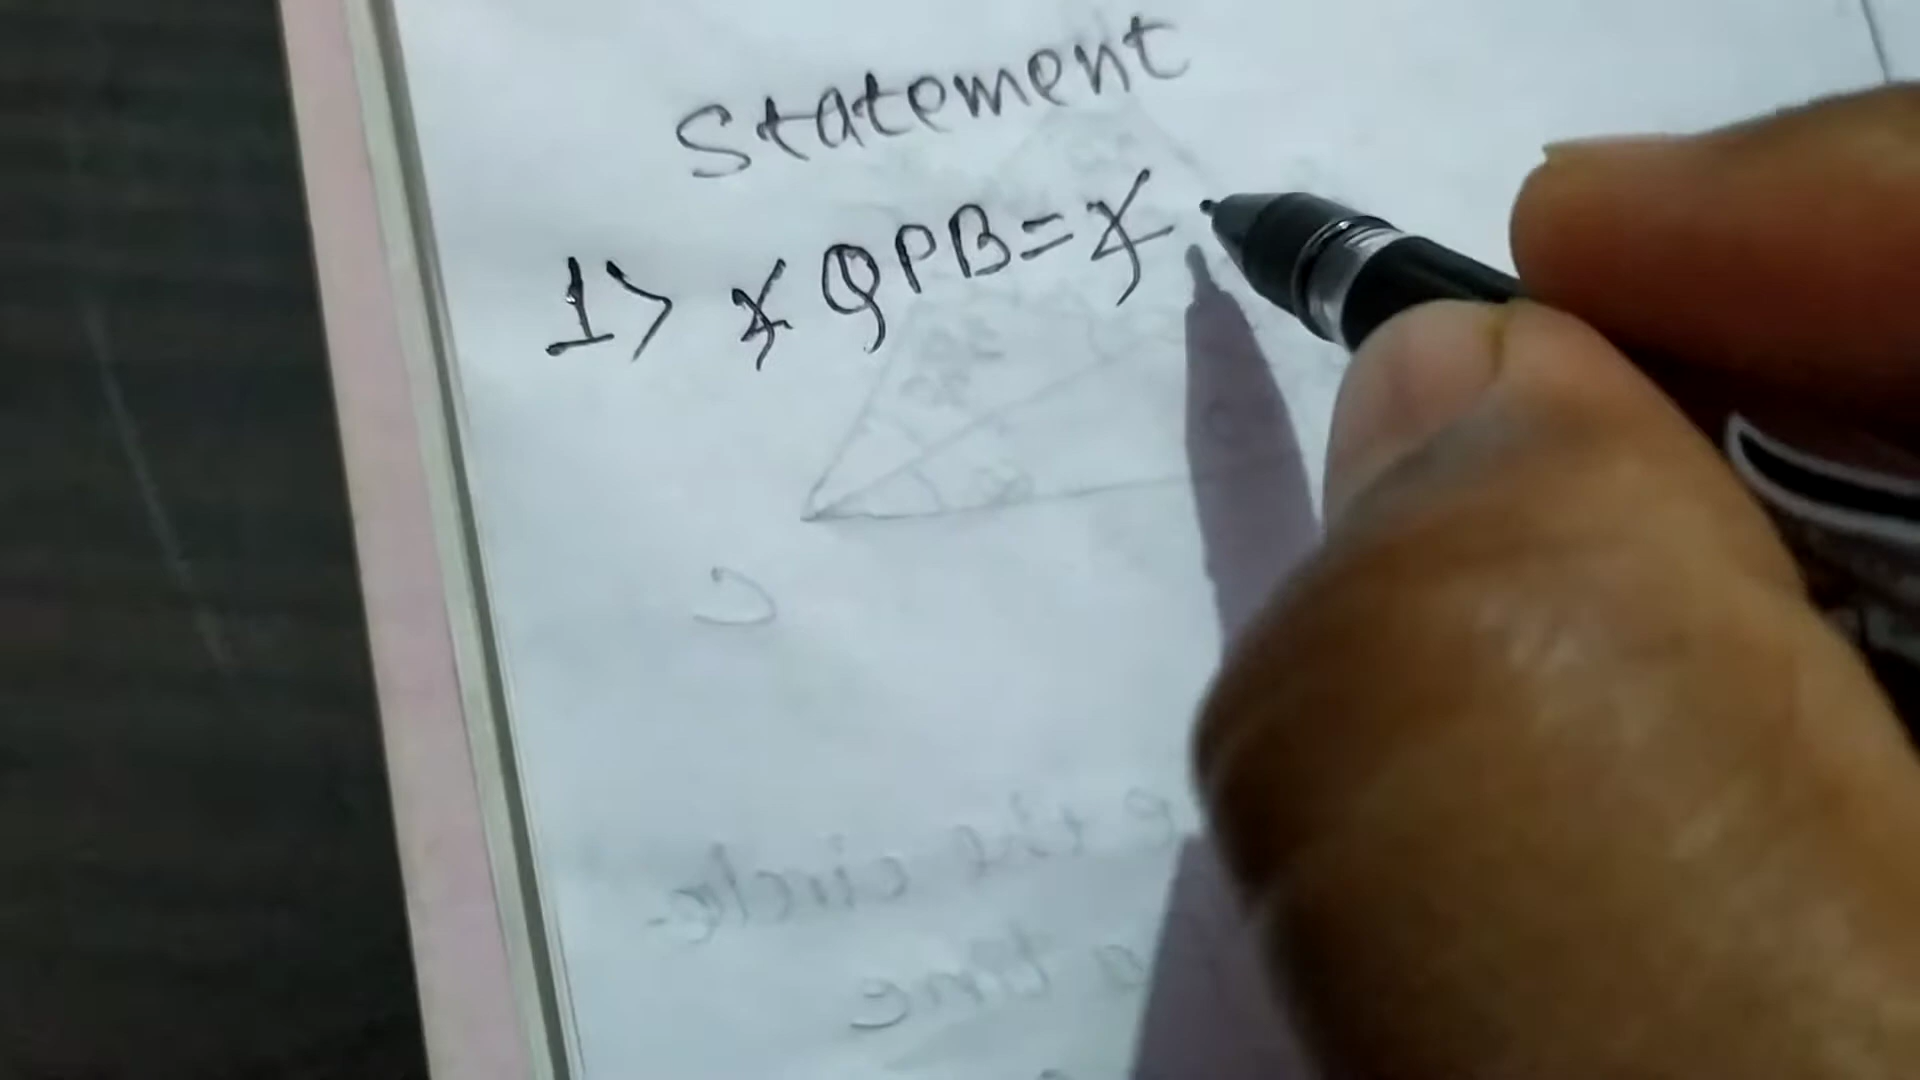 Statement
1> ∡ QPB = ∡